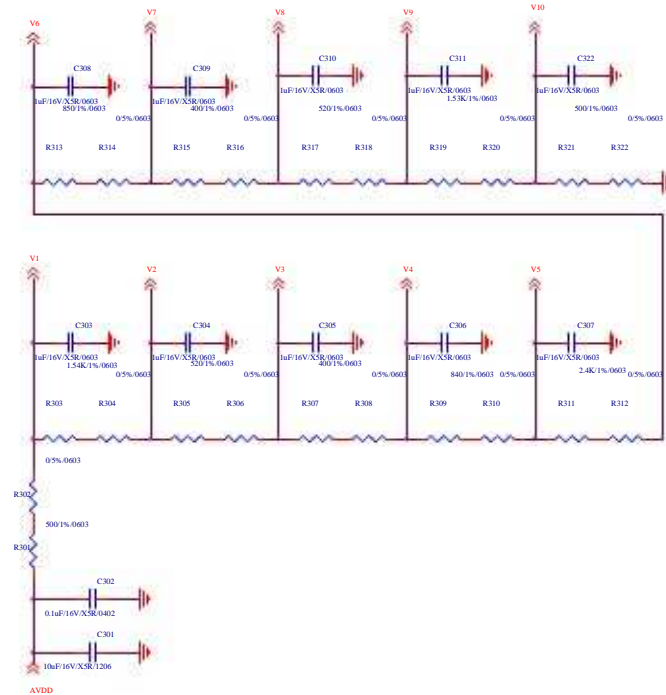 V6
V7
V8
V9
V10
C308
C309
C310
C311
C322
1uF/16V/X5R/0603
1uF/16V/X5R/0603
1uF/16V/X5R/0603
1uF/16V/X5R/0603
1uF/16V/X5R/0603
850/1%/0603
400/1%/0603
520/1%/0603
1.53K/1%/0603
500/1%/0603
0/5%/0603
0/5%/0603
0/5%/0603
0/5%/0603
0/5%/0603
R313
R314
R315
R316
R317
R318
R319
R320
R321
R322
V1
V2
V3
V4
V5
C303
C304
C305
C306
C307
1uF/16V/X5R/0603
1uF/16V/X5R/0603
1uF/16V/X5R/0603
1uF/16V/X5R/0603
1uF/16V/X5R/0603
1.54K/1%/0603
520/1%/0603
400/1%/0603
840/1%/0603
2.4K/1%/0603
0/5%/0603
0/5%/0603
0/5%/0603
0/5%/0603
0/5%/0603
R303
R304
R305
R306
R307
R308
R309
R310
R311
R312
0/5%/0603
R302
500/1%/0603
R301
C302
0.1uF/16V/X5R/0402
C301
10uF/16V/X5R/1206
AVDD